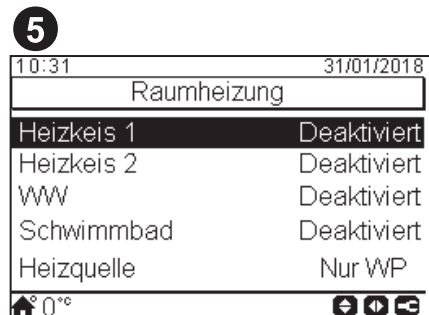 5
10:31 31/01/2018
Raumheizung
Heizkeis 1 Deaktiviert
Heizkeis 2 Deaktiviert
WW Deaktiviert
Schwimmbad Deaktiviert
Heizquelle Nur WP
0°c